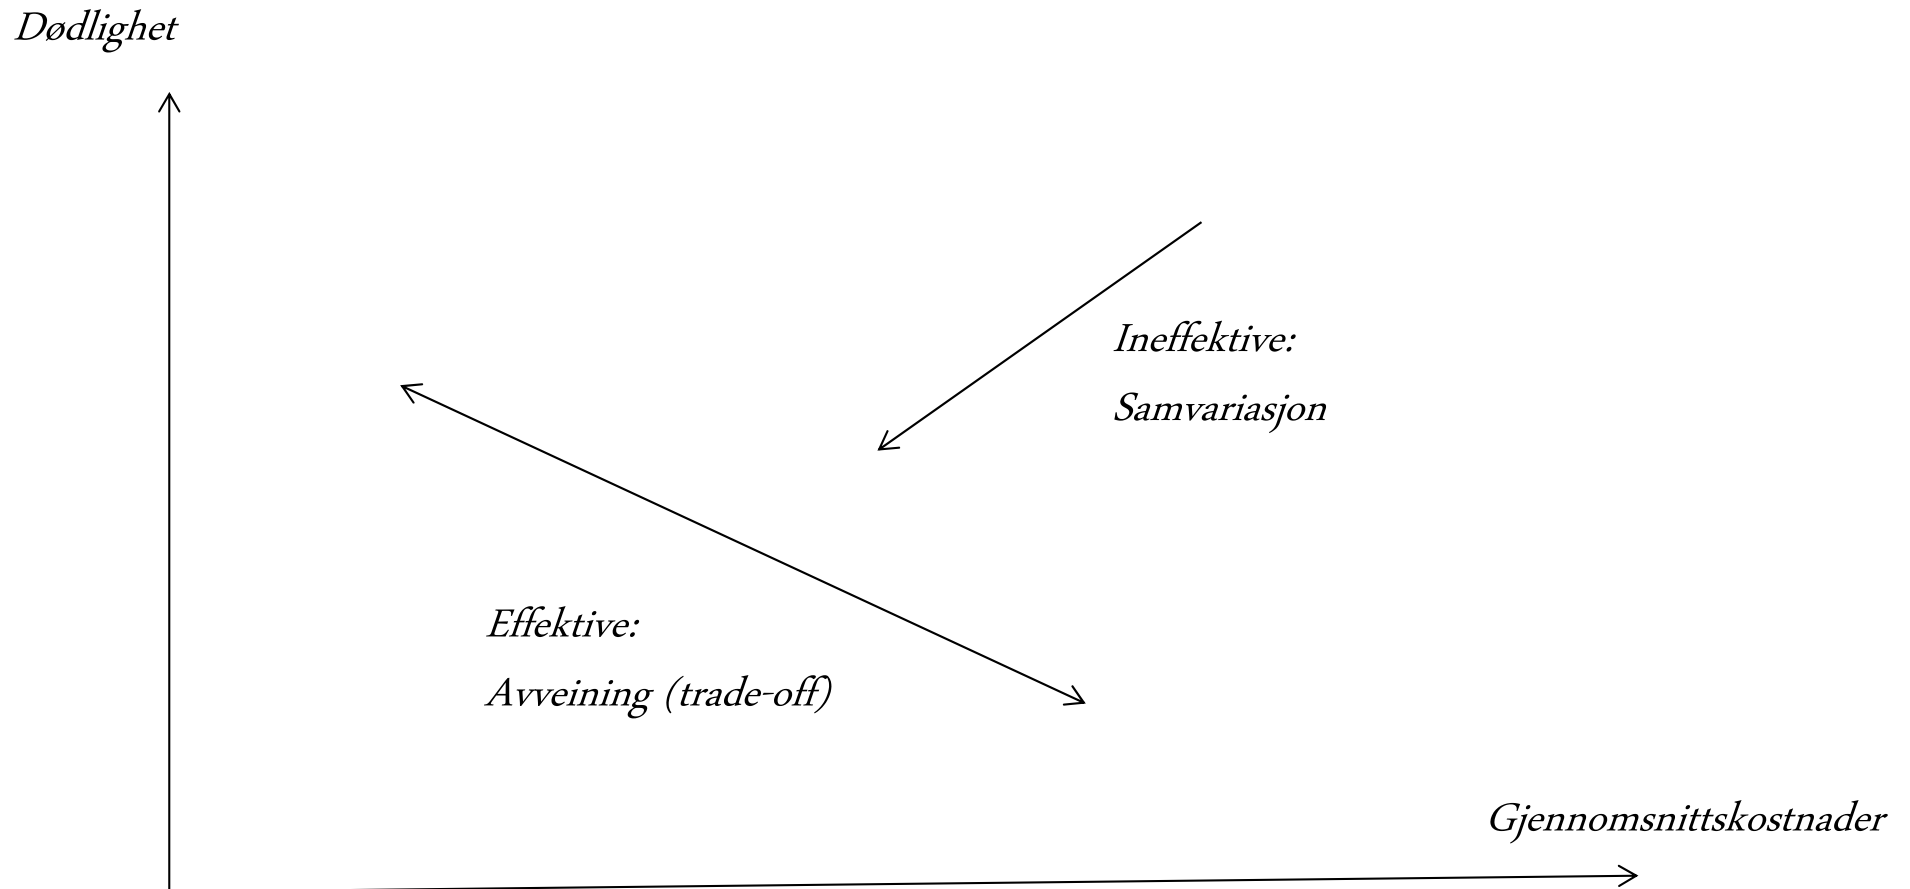 Dødlighet
Ineffektive:
Samvariasjon
Effektive:
Avveining (trade-off)
Gjennomsnittskostnader